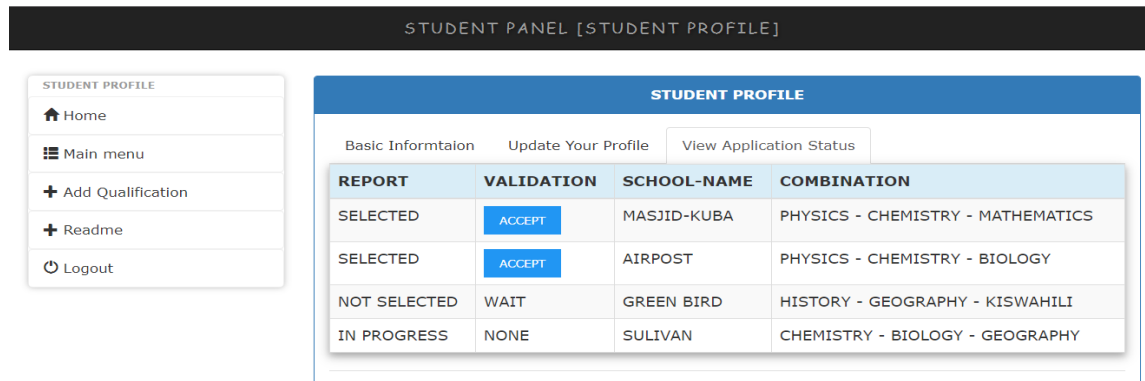 STUDENT PANEL [STUDENT PROFILE]
STUDENT PROFILE
Home
Main menu
Add Qualification
Readme
Logout
STUDENT PROFILE
Basic Informtaion Update Your Profile View Application Status
REPORT VALIDATION SCHOOL-NAME COMBINATION
SELECTED ACCEPT MASJID-KUBA PHYSICS - CHEMISTRY - MATHEMATICS
SELECTED ACCEPT AIRPOST PHYSICS - CHEMISTRY - BIOLOGY
NOT SELECTED WAIT GREEN BIRD HISTORY - GEOGRAPHY - KISWAHILI
IN PROGRESS NONE SULIVAN CHEMISTRY - BIOLOGY - GEOGRAPHY